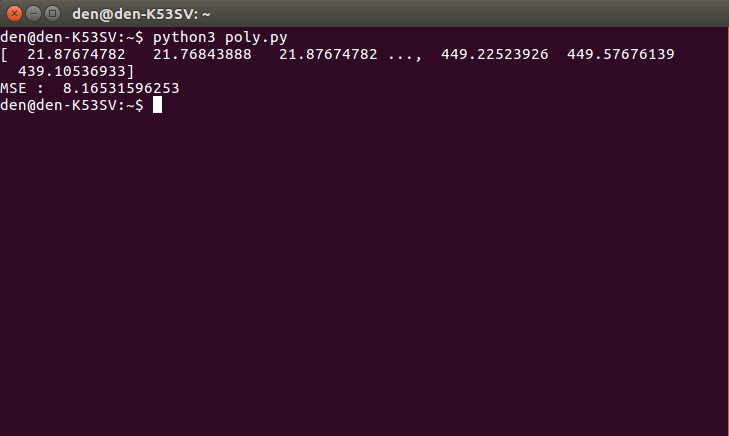 den@den-K53SV: ~
den@den-K53SV:~$ python3 poly.py
[  21.87674782   21.76843888   21.87674782 ...,  449.22523926  449.57676139
  439.10536933]
MSE :  8.16531596253
den@den-K53SV:~$